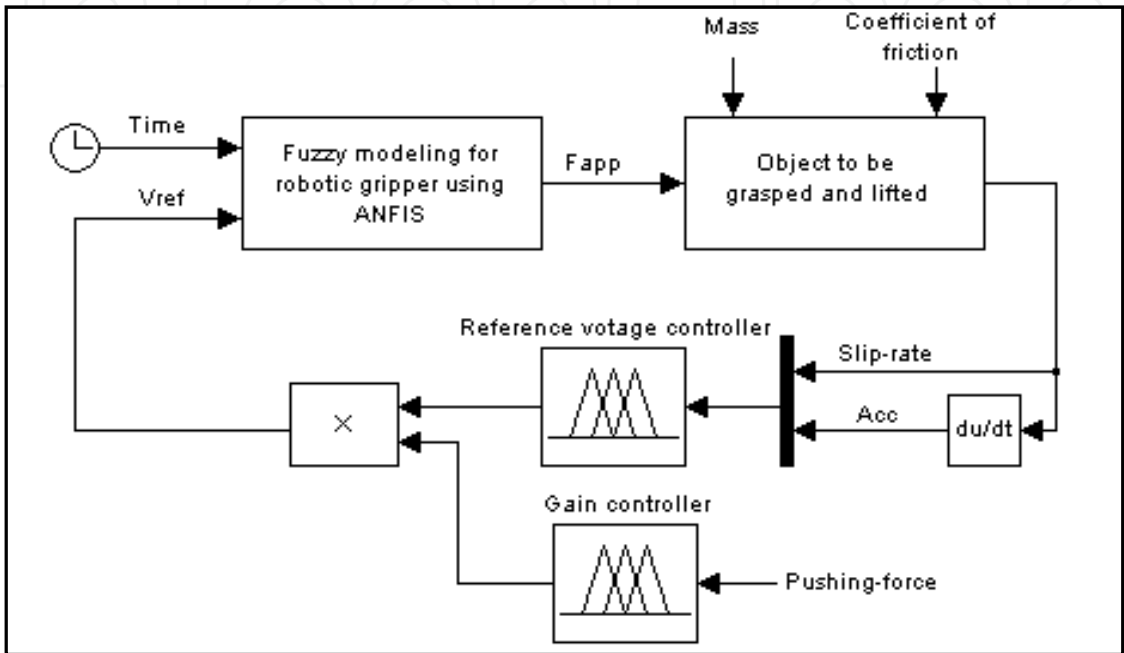 Mass
Coefficient of
friction
Time
Vref
Fuzzy modeling for
robotic gripper using
ANFIS
Fapp
Object to be
grasped and lifted
Reference votage controller
Slip-rate
Acc
du/dt
×
Gain controller
Pushing-force